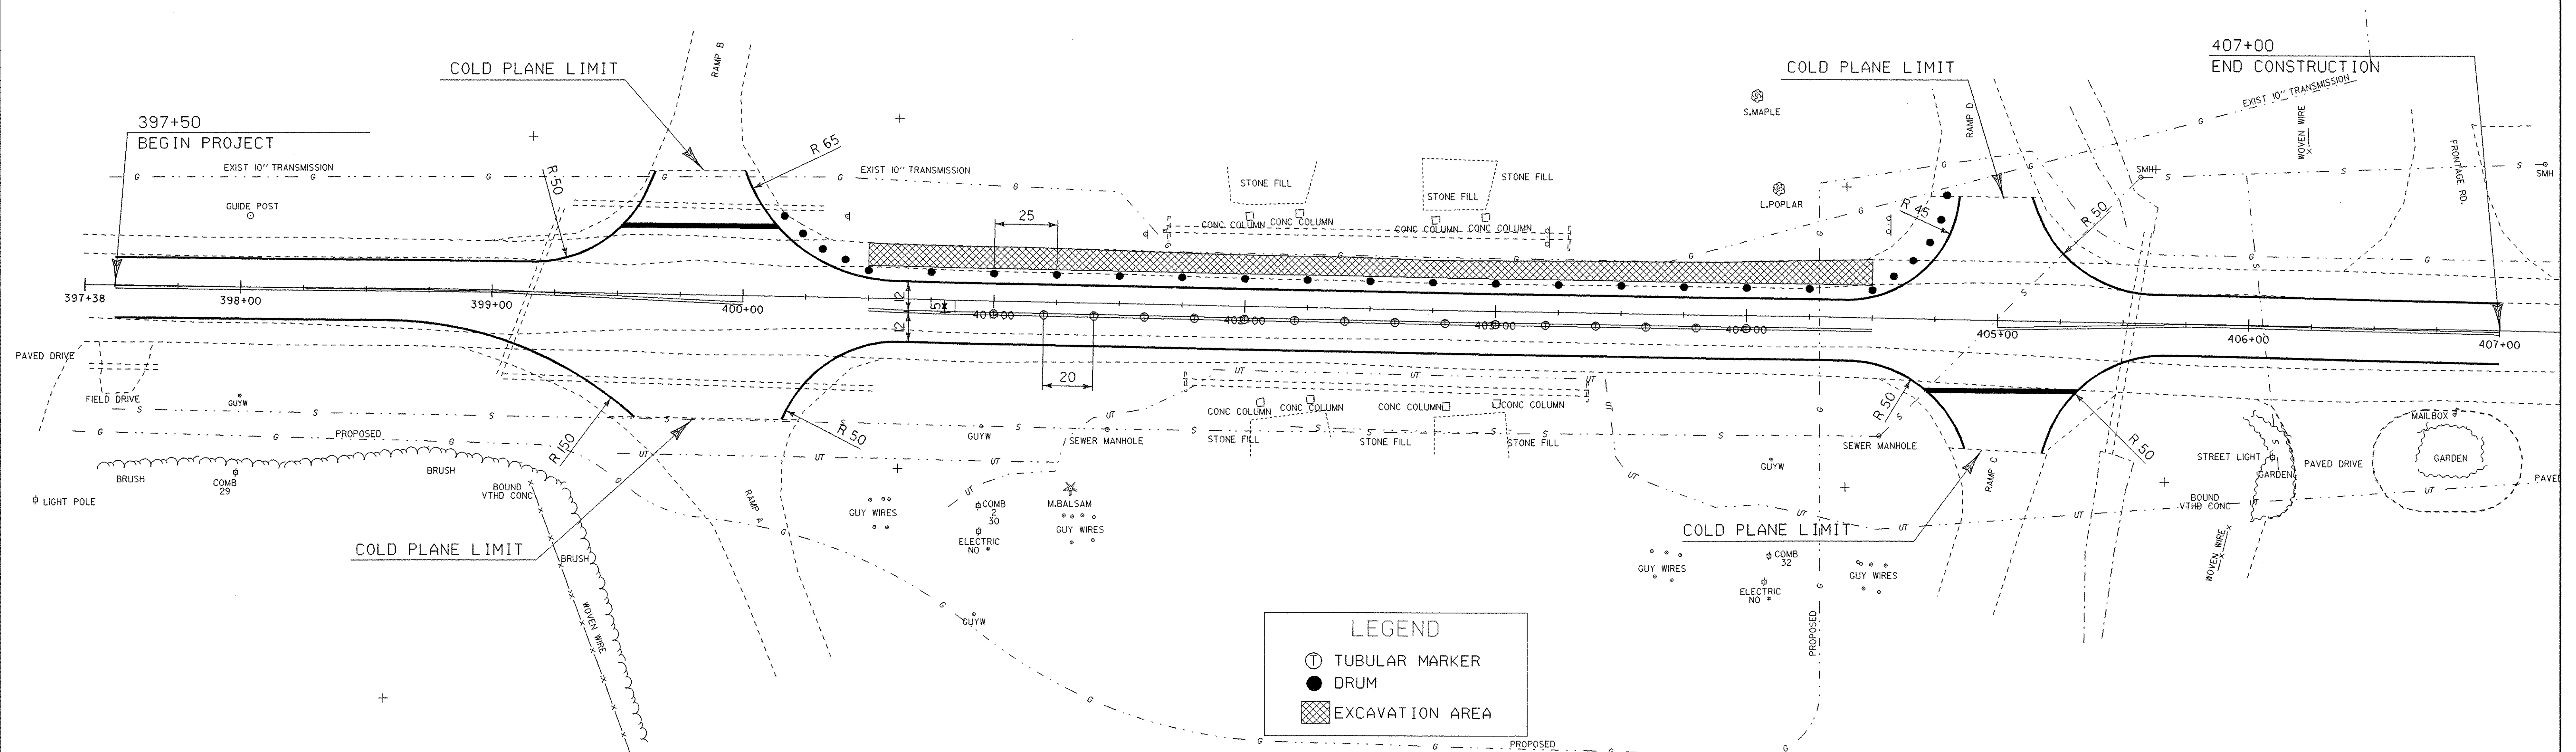 RAMP B
COLD PLANE LIMIT
397+50
BEGIN PROJECT
EXIST 10" TRANSMISSION
G
G
G
G
GUIDE POST
R 50
R 65
EXIST 10" TRANSMISSION
G
25
STONE FILL
STONE FILL
STONE FILL
CONC COLUMN
CONC COLUMN
CONC COLUMN
CONC COLUMN
COLD PLANE LIMIT
S.MAPLE
L.POPLAR
RAMP D
R 45
R 50
407+00
END CONSTRUCTION
EXIST 10" TRANSMISSION
WOVEN WIRE
FRONTAGE RD.
SMH
SMH
S
S
G
G
G
G
397+38
398+00
399+00
400+00
401+00
402+00
403+00
404+00
405+00
406+00
407+00
12
12
5
20
PAVED DRIVE
FIELD DRIVE
GUYW
S
S
S
G
PROPOSED
G
R 150
R 50
GUYW
SEWER MANHOLE
CONC COLUMN
CONC COLUMN
CONC COLUMN
CONC COLUMN
STONE FILL
STONE FILL
STONE FILL
UT
UT
UT
UT
SEWER MANHOLE
GUYW
R 50
R 50
MAILBOX
GARDEN
STREET LIGHT
GARDEN
PAVED DRIVE
PAVED
BRUSH
BRUSH
COMB
29
LIGHT POLE
BOUND
VTHD CONC
RAMP A
GUY WIRES
COMB
2
30
M.BALSAM
GUY WIRES
ELECTRIC
NO #
COLD PLANE LIMIT
BRUSH
WOVEN WIRE
GUYW
COLD PLANE LIMIT
RAMP C
BOUND
VTHD CONC
WOVEN WIRE
GUY WIRES
COMB
32
GUY WIRES
ELECTRIC
NO #
PROPOSED
LEGEND
T TUBULAR MARKER
DRUM
EXCAVATION AREA
G
G
PROPOSED
G
G